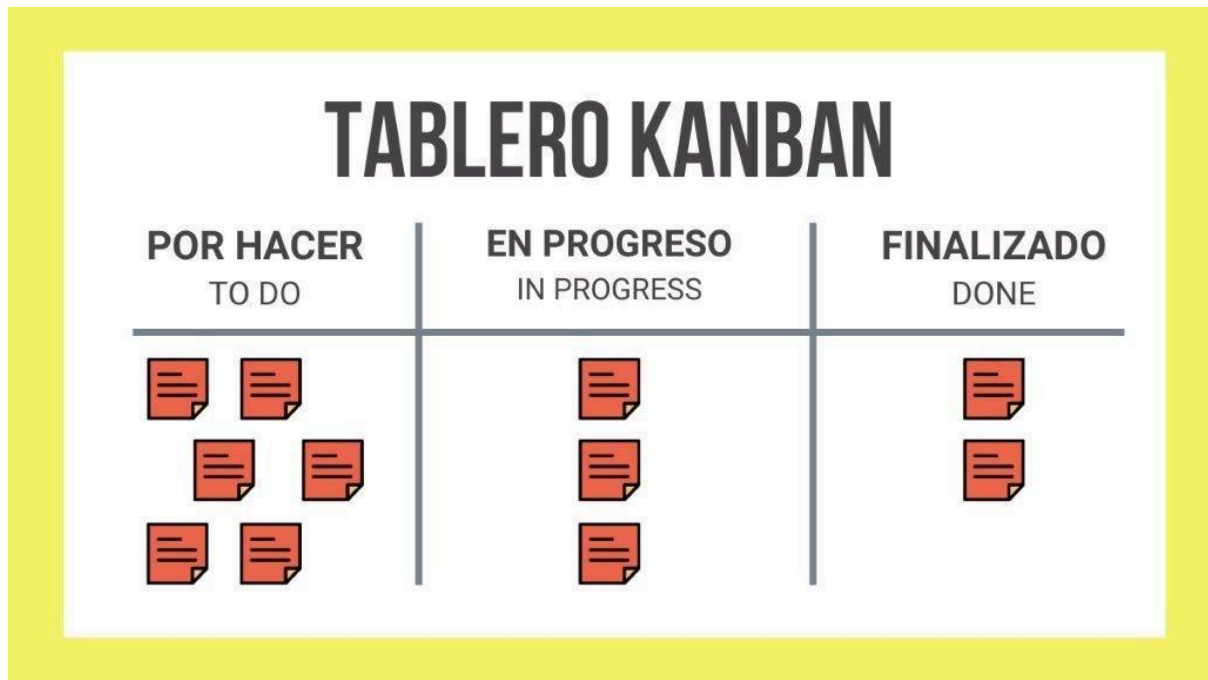 TABLERO KANBAN
POR HACER
TO DO
EN PROGRESO
IN PROGRESS
FINALIZADO
DONE